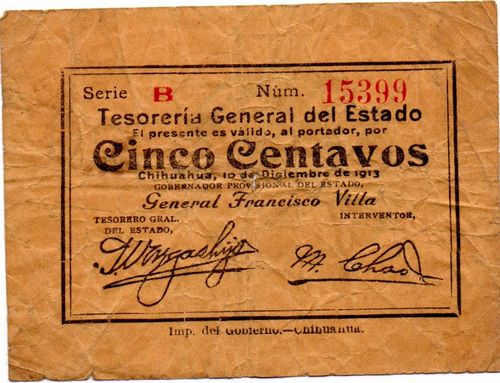 Serie B Núm. 15399
Tesorería General del Estado
El presente es válido, al portador, por
Cinco Centavos
Chihuahua, 10 de Diciembre de 1913
GOBERNADOR PROVISIONAL DEL ESTADO,
General Francisco Villa
TESORERO GRAL. INTERVENTOR,
DEL ESTADO,
M. Chao
Imp. del Gobierno.—Chihuahua.